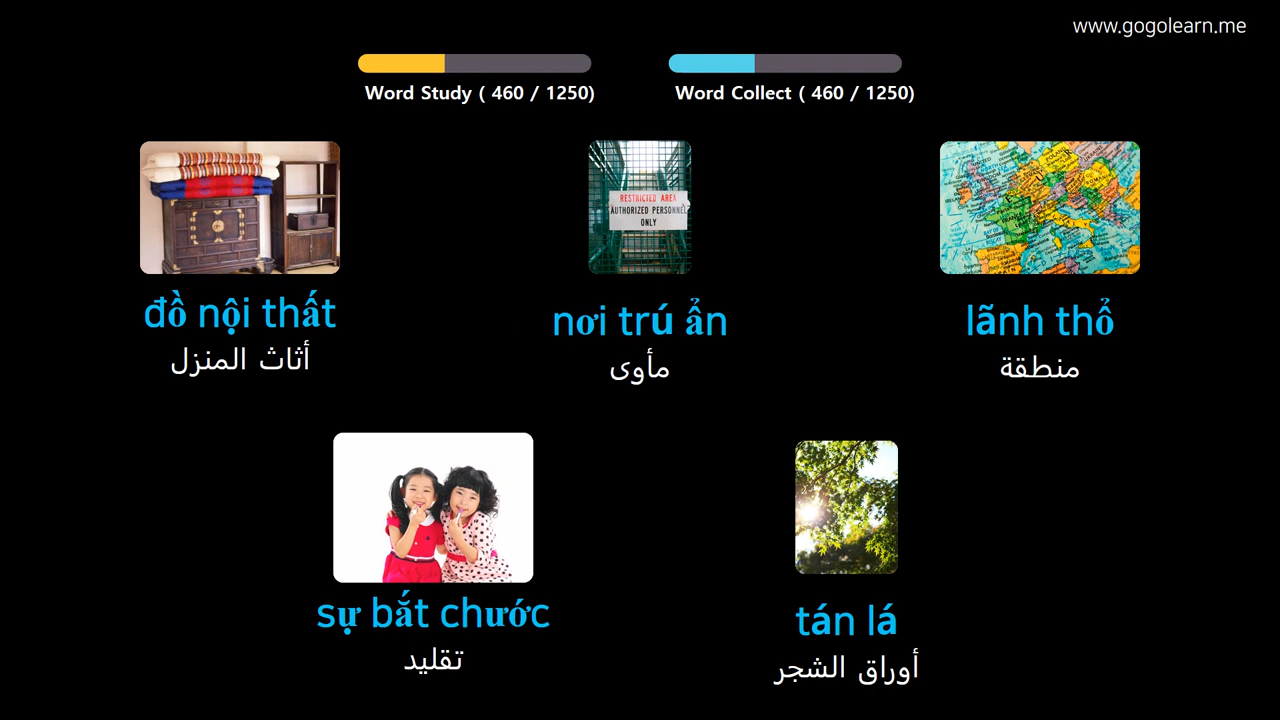 www.gogolearn.me
Word Study ( 460 / 1250)
Word Collect ( 460 / 1250)
RESTRICTED AREA
AUTHORIZED PERSONNEL
ONLY
đồ nội thất
أثاث المنزل
nơi trú ẩn
مأوى
lãnh thổ
منطقة
sự bắt chước
تقليد
tán lá
أوراق الشجر